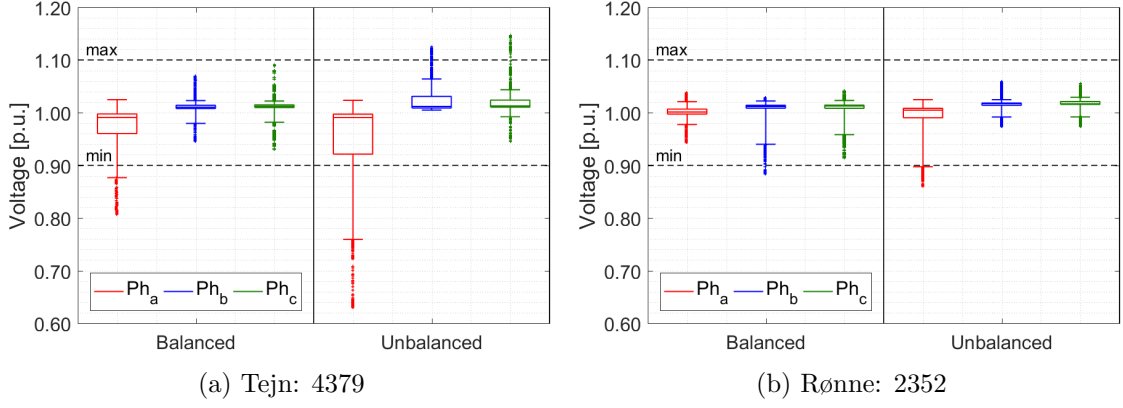 1.20
1.10
1.00
0.90
0.80
0.70
0.60
Voltage [p.u.]
max
min
Ph_a Ph_b Ph_c
Balanced Unbalanced
(a) Tejn: 4379
1.20
1.10
1.00
0.90
0.80
0.70
0.60
Voltage [p.u.]
max
min
Ph_a Ph_b Ph_c
Balanced Unbalanced
(b) Rønne: 2352